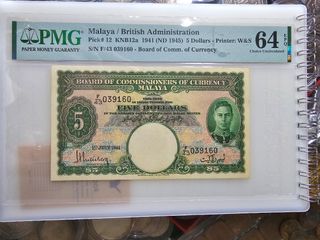 PMG
PAPER MONEY GUARANTY
Malaya / British Administration
Pick# 12 KNB12a 1941 (ND 1945) 5 Dollars - Printer: W&S
S/N F/43 039160 - Board of Comm. of Currency
64 EPQ
Choice Uncirculated
BOARD OF COMMISSIONERS OF CURRENCY
MALAYA
F/43 039160
FIVE DOLLARS
5
F/43 039160
1ST JULY 1941
$5
$5